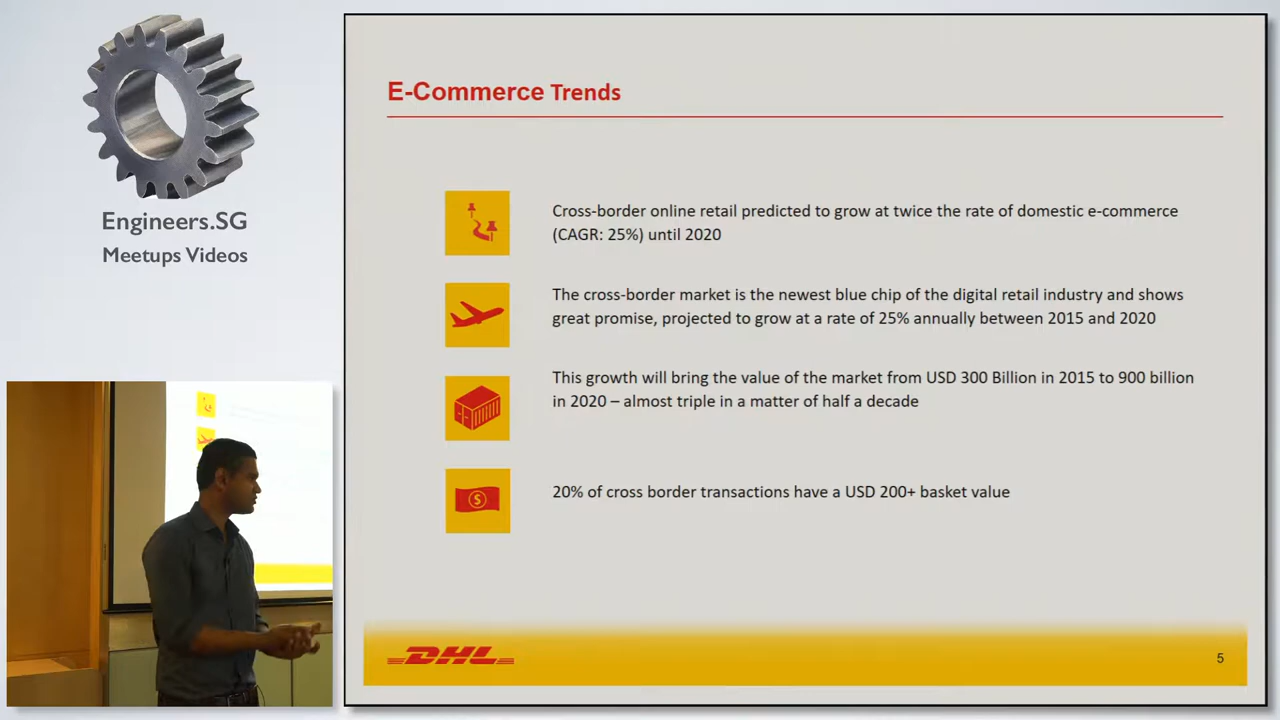 Engineers.SG
Meetups Videos
E-Commerce Trends
Cross-border online retail predicted to grow at twice the rate of domestic e-commerce
(CAGR: 25%) until 2020
The cross-border market is the newest blue chip of the digital retail industry and shows
great promise, projected to grow at a rate of 25% annually between 2015 and 2020
This growth will bring the value of the market from USD 300 Billion in 2015 to 900 billion
in 2020 – almost triple in a matter of half a decade
$
20% of cross border transactions have a USD 200+ basket value
DHL
5